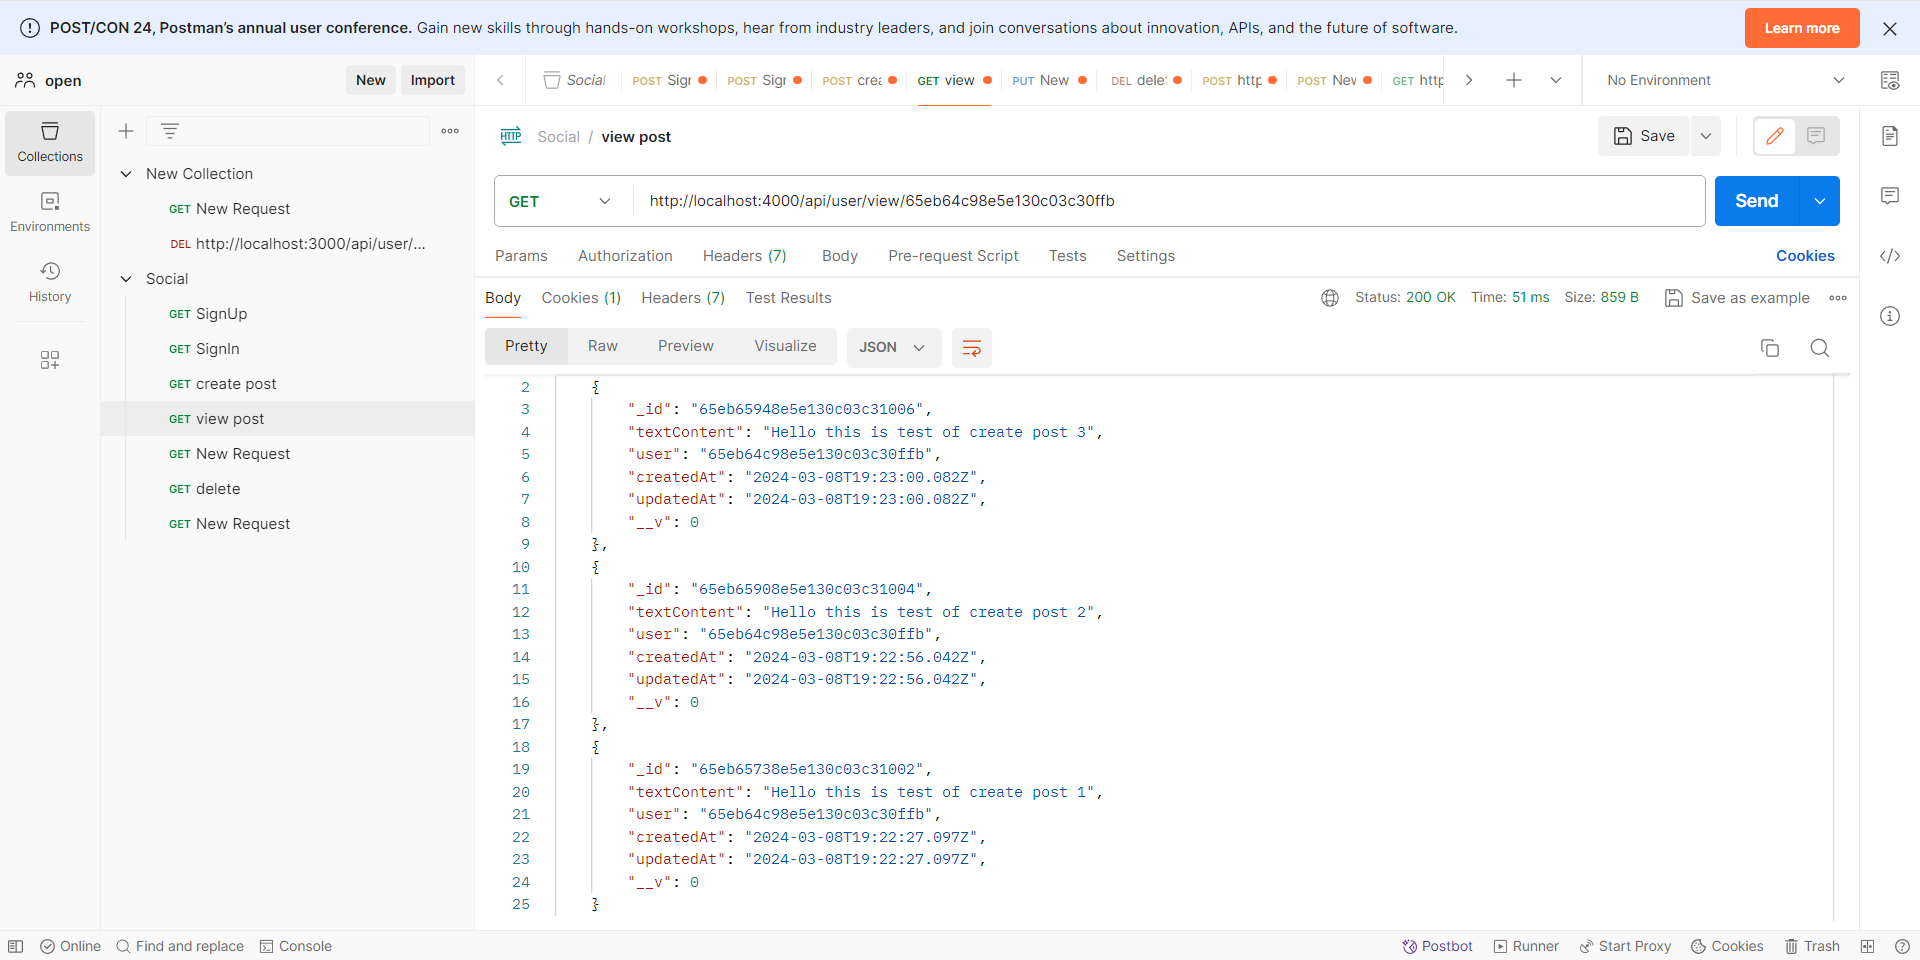 POST/CON 24, Postman's annual user conference. Gain new skills through hands-on workshops, hear from industry leaders, and join conversations about innovation, APIs, and the future of software.
Learn more
open
New
Import
Social
POST Sign
POST Sign
POST crea
GET view
PUT New
DEL dele
POST http
POST New
GET http
No Environment
Collections
Environments
History
New Collection
GET New Request
DEL http://localhost:3000/api/user/...
Social
GET SignUp
GET SignIn
GET create post
GET view post
GET New Request
GET delete
GET New Request
HTTP
Social / view post
Save
GET
http://localhost:4000/api/user/view/65eb64c98e5e130c03c30ffb
Send
Params Authorization Headers (7) Body Pre-request Script Tests Settings
Cookies
Body Cookies (1) Headers (7) Test Results
Status: 200 OK Time: 51 ms Size: 859 B
Save as example
Pretty Raw Preview Visualize
JSON
2 {
3 "_id": "65eb65948e5e130c03c31006",
4 "textContent": "Hello this is test of create post 3",
5 "user": "65eb64c98e5e130c03c30ffb",
6 "createdAt": "2024-03-08T19:23:00.082Z",
7 "updatedAt": "2024-03-08T19:23:00.082Z",
8 "__v": 0
9 },
10 {
11 "_id": "65eb65908e5e130c03c31004",
12 "textContent": "Hello this is test of create post 2",
13 "user": "65eb64c98e5e130c03c30ffb",
14 "createdAt": "2024-03-08T19:22:56.042Z",
15 "updatedAt": "2024-03-08T19:22:56.042Z",
16 "__v": 0
17 },
18 {
19 "_id": "65eb65738e5e130c03c31002",
20 "textContent": "Hello this is test of create post 1",
21 "user": "65eb64c98e5e130c03c30ffb",
22 "createdAt": "2024-03-08T19:22:27.097Z",
23 "updatedAt": "2024-03-08T19:22:27.097Z",
24 "__v": 0
25 }
Online
Find and replace
Console
Postbot
Runner
Start Proxy
Cookies
Trash